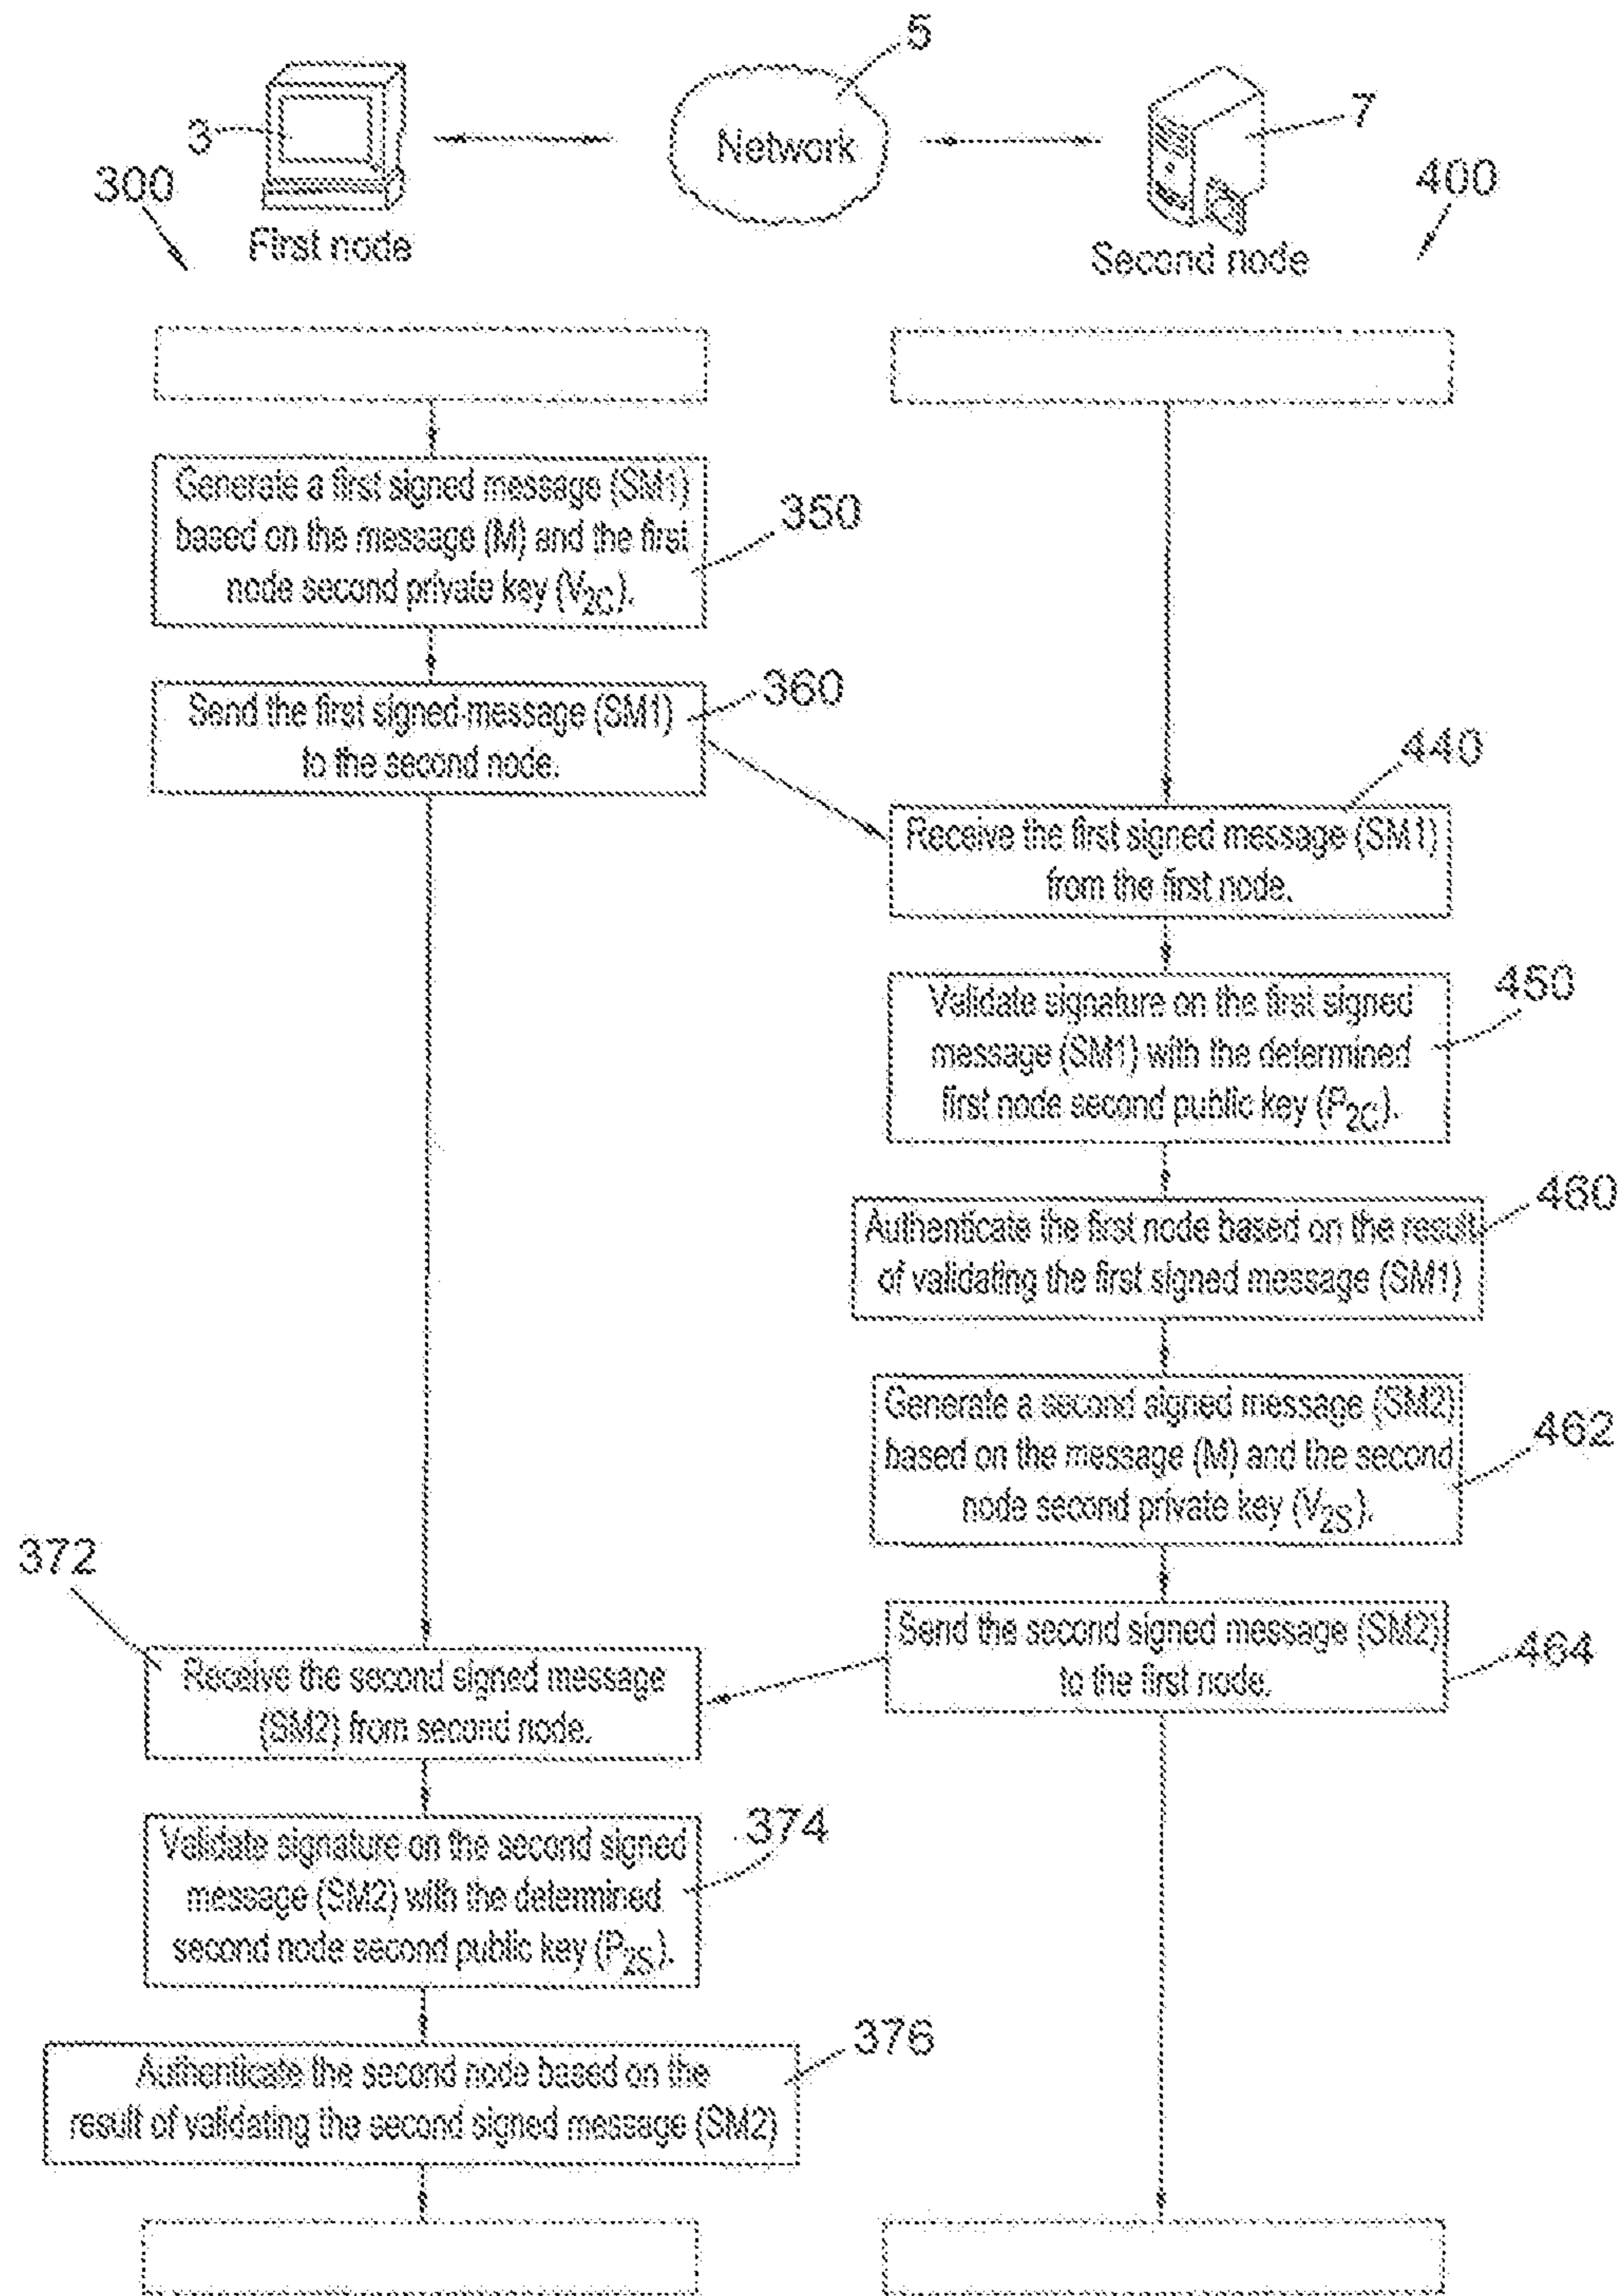 5
3
Network
7
300
400
First node
Second node
Generate a first signed message (SM1)
based on the message (M) and the first
node second private key (V2C).
350
Send the first signed message (SM1)
to the second node.
360
440
Receive the first signed message (SM1)
from the first node.
Validate signature on the first signed
message (SM1) with the determined
first node second public key (P2C).
450
Authenticate the first node based on the result
of validating the first signed message (SM1)
460
Generate a second signed message (SM2)
based on the message (M) and the second
node second private key (V2S).
462
372
Send the second signed message (SM2)
to the first node.
464
Receive the second signed message
(SM2) from second node.
Validate signature on the second signed
message (SM2) with the determined
second node second public key (P2S).
374
Authenticate the second node based on the
result of validating the second signed message (SM2)
376